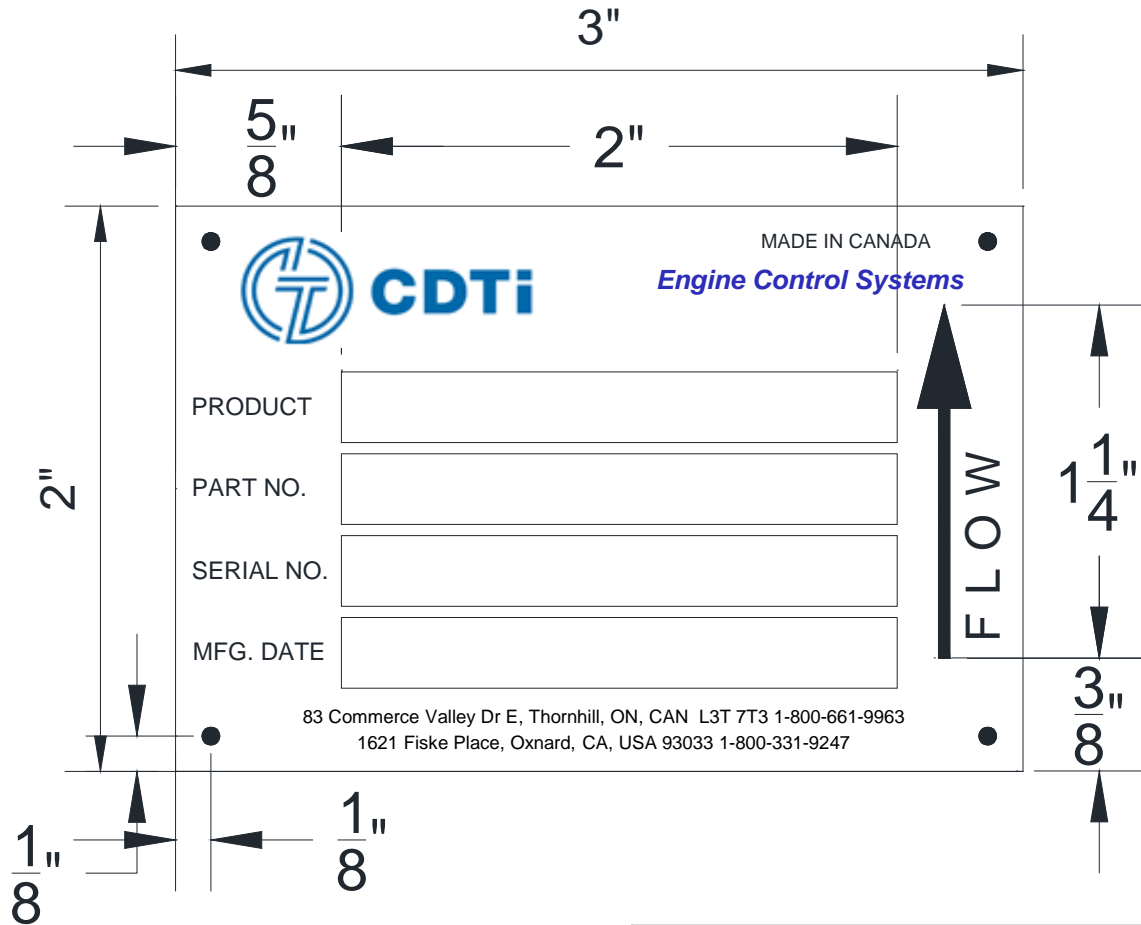 3"
5/8"
2"
MADE IN CANADA
CDTi
Engine Control Systems
PRODUCT
2"
PART NO.
1 1/4"
FLOW
SERIAL NO.
MFG. DATE
3/8"
83 Commerce Valley Dr E, Thornhill, ON, CAN L3T 7T3 1-800-661-9963
1621 Fiske Place, Oxnard, CA, USA 93033 1-800-331-9247
1/8"
1/8"